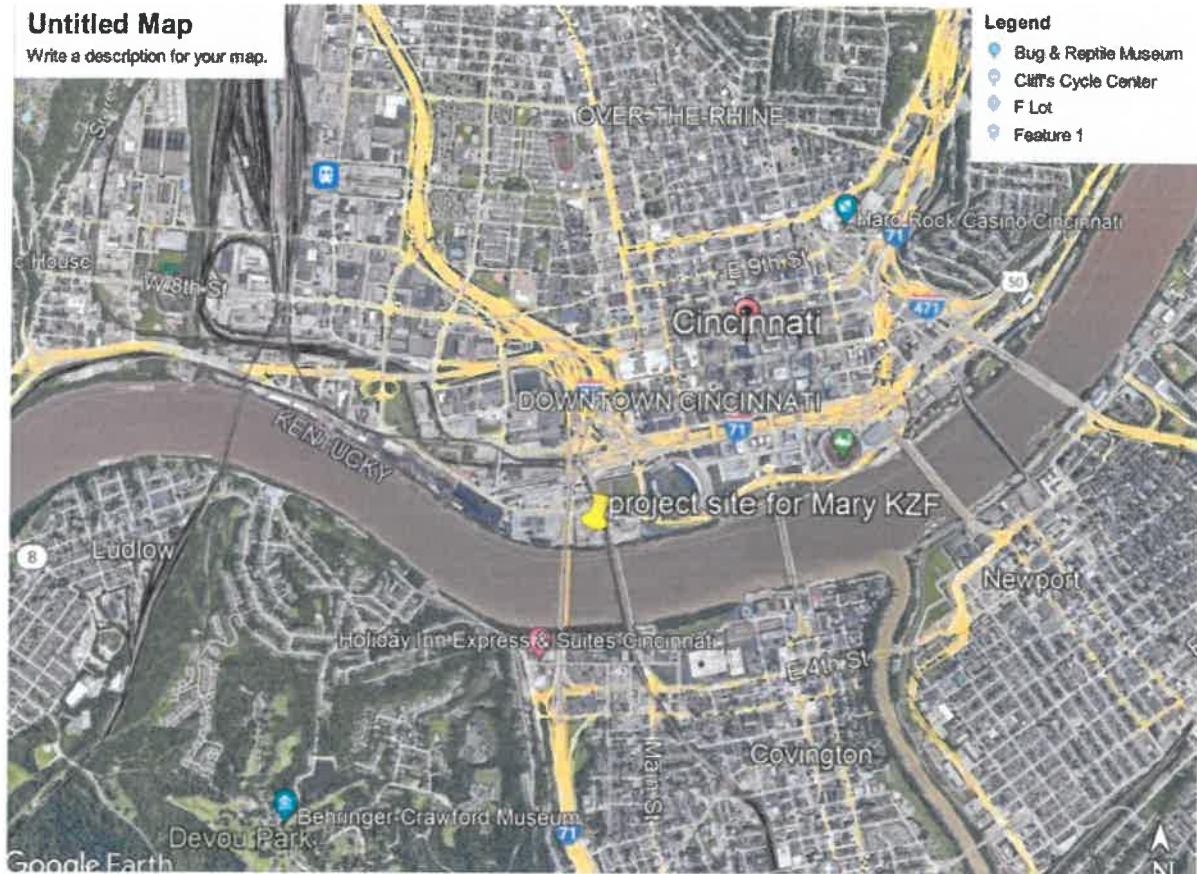 Untitled Map
Write a description for your map.
Legend
Bug & Reptile Museum
Cliff's Cycle Center
F Lot
Feature 1
OVER-THE-RHINE
Hard Rock Casino Cincinnati
71
E 9th St
c House
W 8th St
50
471
Cincinnati
DOWNTOWN CINCINNATI
71
KENTUCKY
project site for Mary KZF
8
Ludlow
Newport
Holiday Inn Express & Suites Cincinnati
E 4th St
Main St
Covington
Behringer-Crawford Museum
Devou Park
71
Google Earth
N